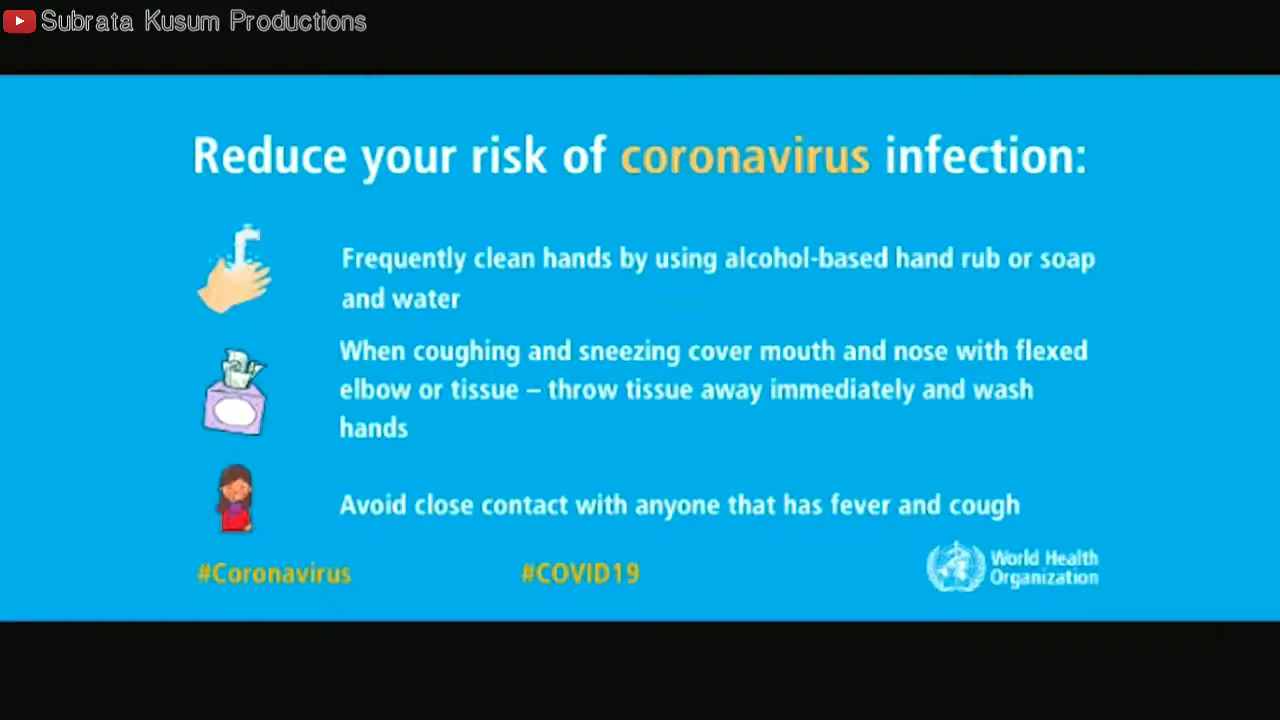 Subrata Kusum Productions
Reduce your risk of coronavirus infection:
Frequently clean hands by using alcohol-based hand rub or soap
and water
When coughing and sneezing cover mouth and nose with flexed
elbow or tissue – throw tissue away immediately and wash
hands
Avoid close contact with anyone that has fever and cough
#Coronavirus #COVID19
World Health
Organization